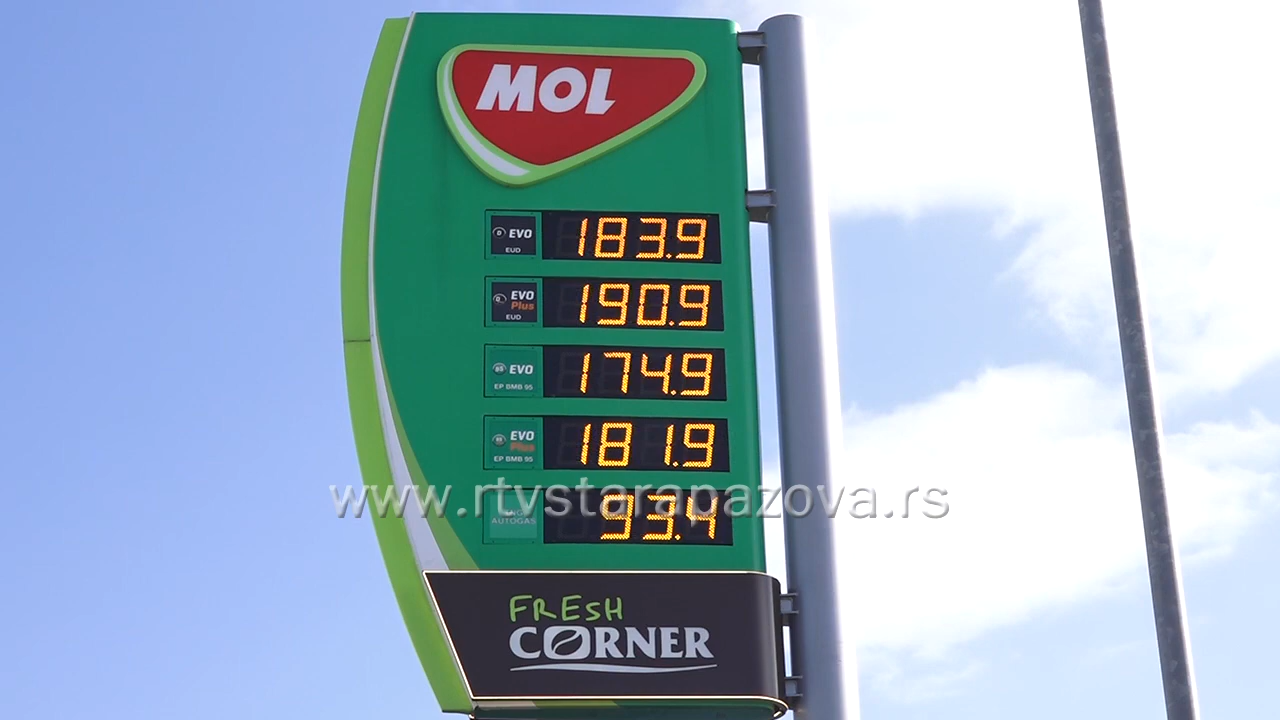 MOL
D EVO
EUD
183.9
D EVO
Plus
EUD
190.9
95 EVO
EP BMB 95
174.9
EVO
Plus
EP BMB 95
181.9
www.rtvstarapazova.rs
AUTOGAS
93.4
FRESH
CORNER